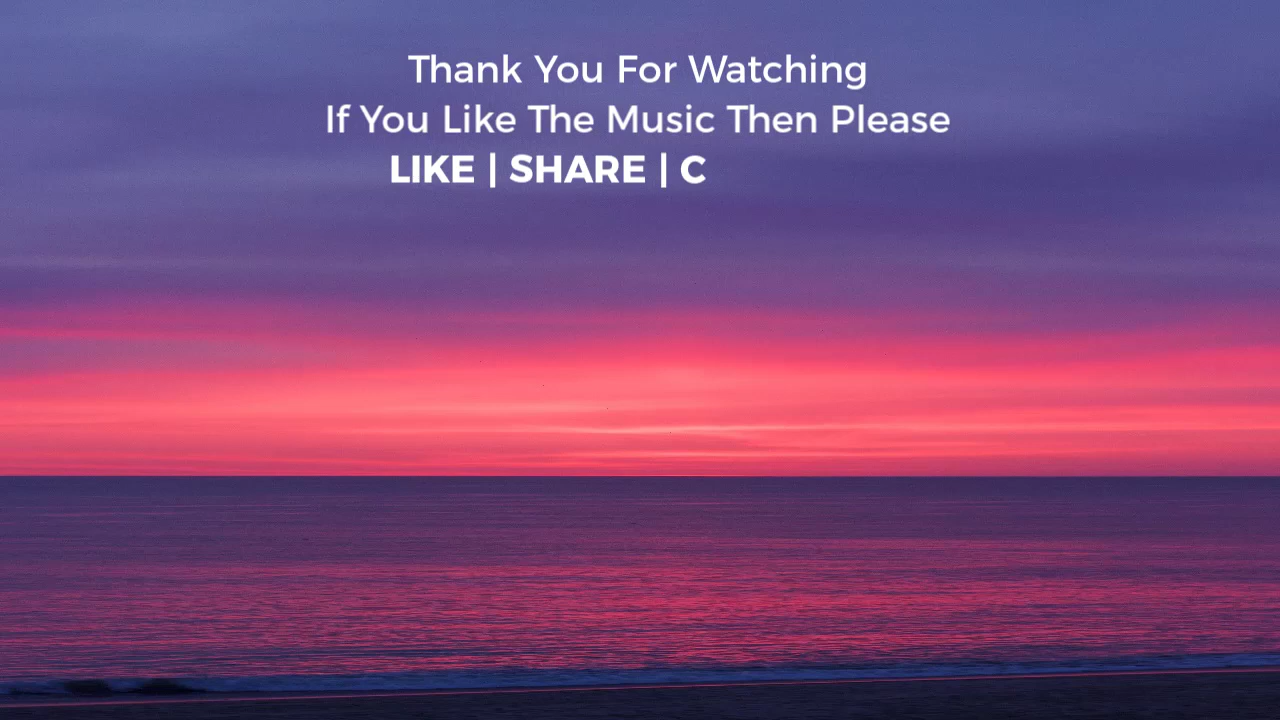 Thank You For Watching
If You Like The Music Then Please
LIKE | SHARE | C